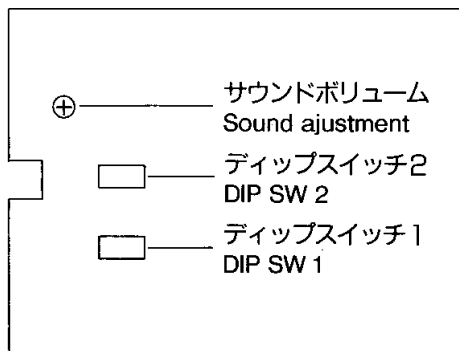 サウンドボリューム
Sound ajustment
ディップスイッチ2
DIP SW 2
ディップスイッチ1
DIP SW 1